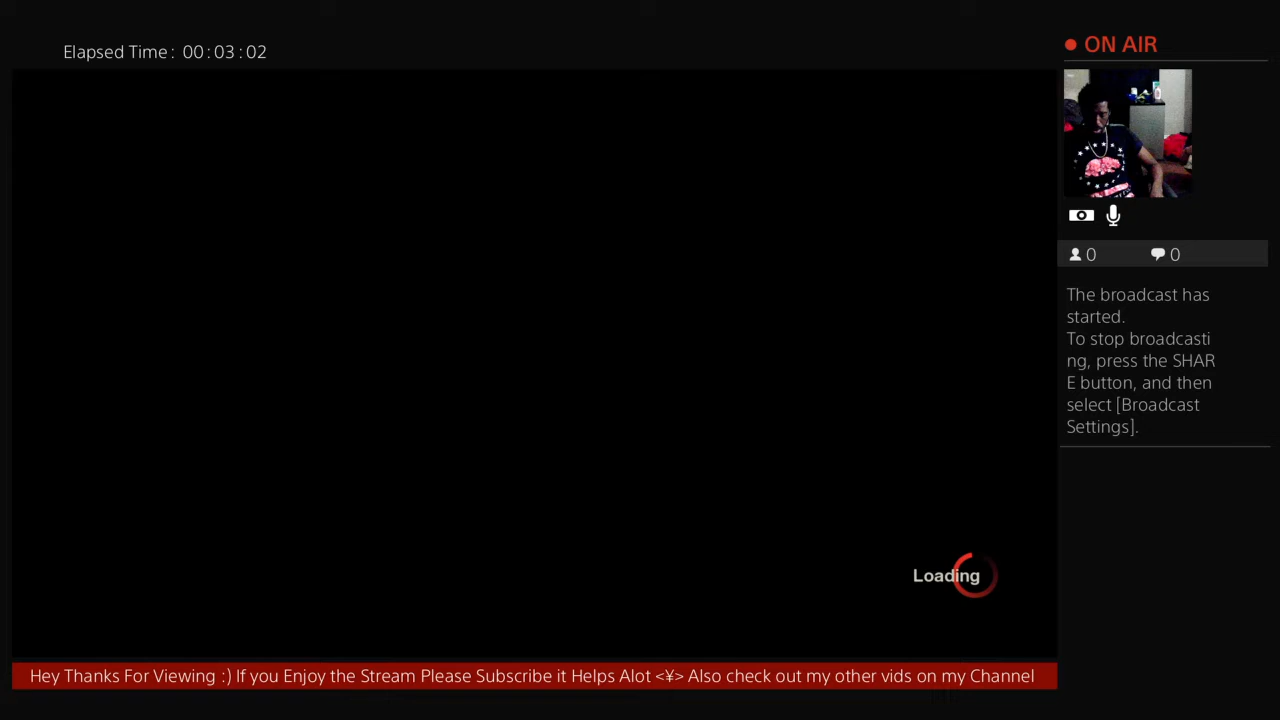 Elapsed Time: 00:03:02
ON AIR
0 0
The broadcast has
started.
To stop broadcasti
ng, press the SHAR
E button, and then
select [Broadcast
Settings].
Loading
Hey Thanks For Viewing :) If you Enjoy the Stream Please Subscribe it Helps Alot <¥> Also check out my other vids on my Channel